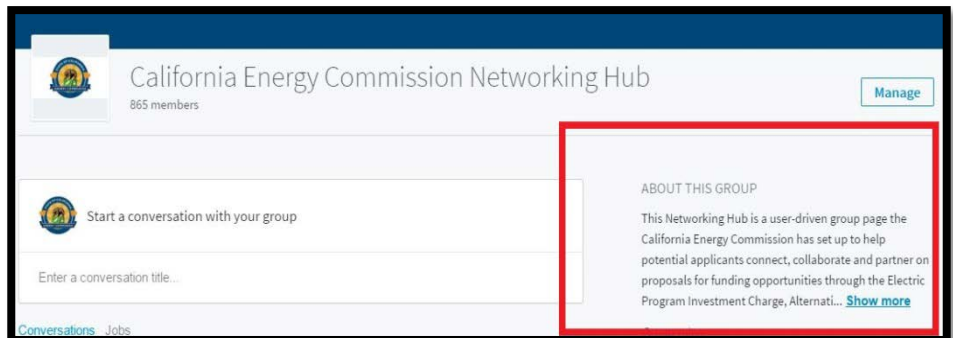 California Energy Commission Networking Hub
865 members
Manage
Start a conversation with your group
Enter a conversation title...
Conversations Jobs
ABOUT THIS GROUP
This Networking Hub is a user-driven group page the
California Energy Commission has set up to help
potential applicants connect, collaborate and partner on
proposals for funding opportunities through the Electric
Program Investment Charge, Alternati... Show more